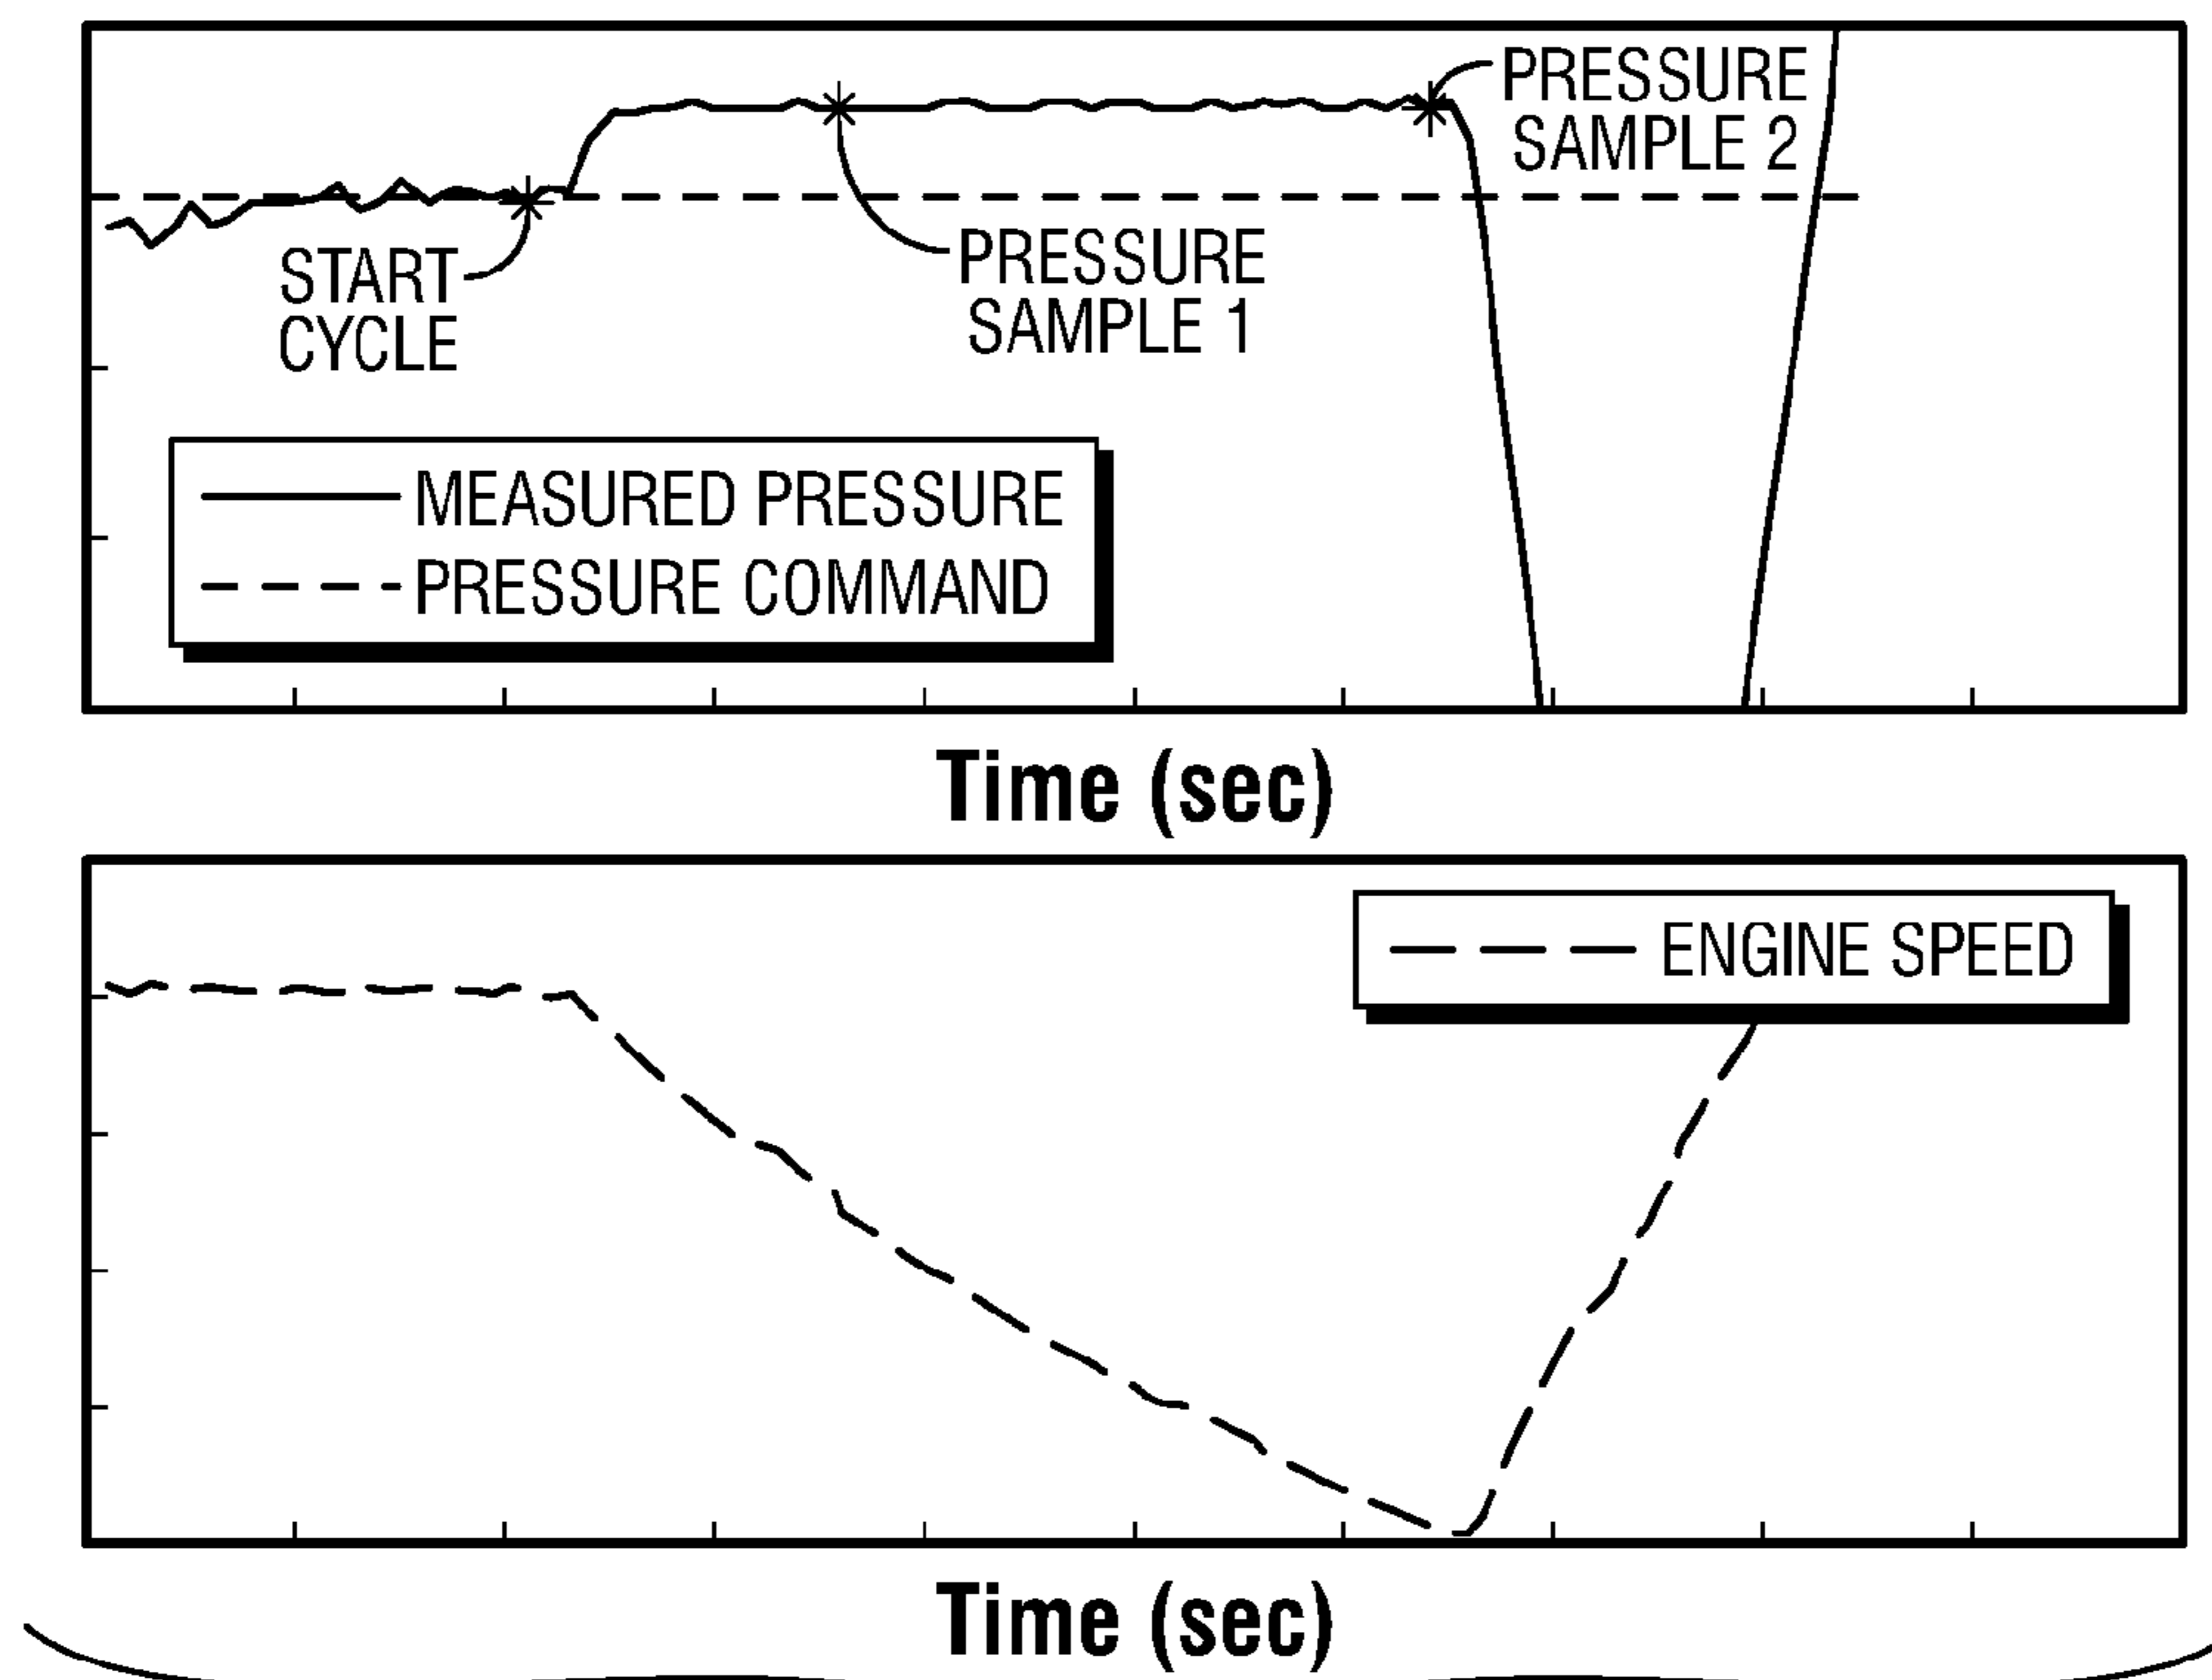 PRESSURE
SAMPLE 2
START
CYCLE
PRESSURE
SAMPLE 1
MEASURED PRESSURE
PRESSURE COMMAND
Time (sec)
ENGINE SPEED
Time (sec)